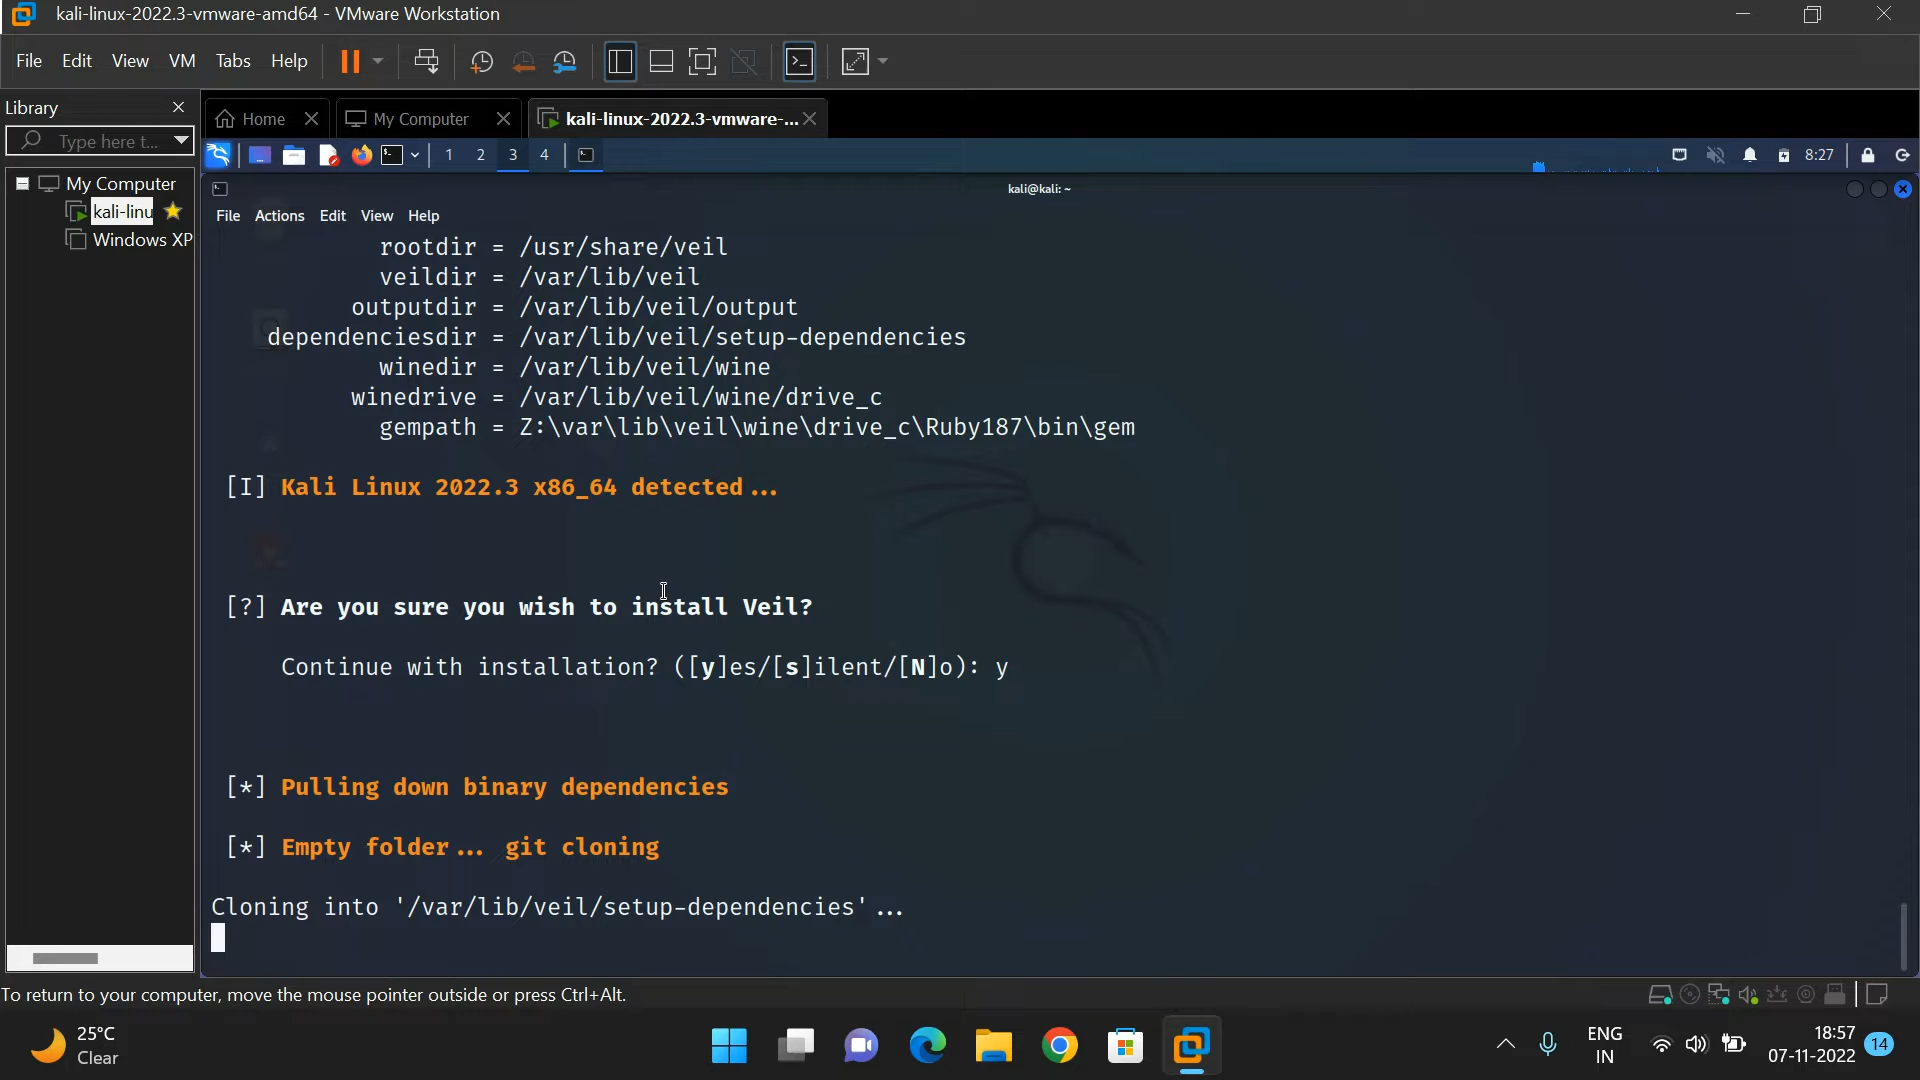 kali-linux-2022.3-vmware-amd64 - VMware Workstation
File Edit View VM Tabs Help
Library
Type here t...
Home
My Computer
kali-linux-2022.3-vmware-...
1 2 3 4
8:27
My Computer
kali-linu
Windows XP
kali@kali: ~
File Actions Edit View Help
rootdir = /usr/share/veil
veildir = /var/lib/veil
outputdir = /var/lib/veil/output
dependenciesdir = /var/lib/veil/setup-dependencies
winedir = /var/lib/veil/wine
winedrive = /var/lib/veil/wine/drive_c
gempath = Z:\var\lib\veil\wine\drive_c\Ruby187\bin\gem
[I] Kali Linux 2022.3 x86_64 detected...
[?] Are you sure you wish to install Veil?
Continue with installation? ([y]es/[s]ilent/[N]o): y
[*] Pulling down binary dependencies
[*] Empty folder... git cloning
Cloning into '/var/lib/veil/setup-dependencies'...
To return to your computer, move the mouse pointer outside or press Ctrl+Alt.
25°C
Clear
ENG
IN
18:57
07-11-2022
14